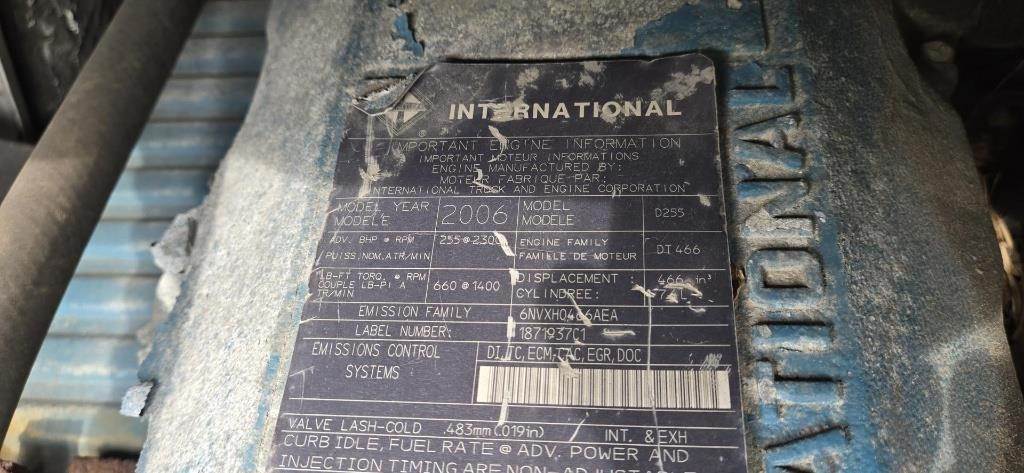 INTERNATIONAL
®
IMPORTANT ENGINE INFORMATION
IMPORTANT MOTEUR INFORMATIONS
ENGINE MANUFACTURED BY:
MOTEUR FABRIQUE PAR:
INTERNATIONAL TRUCK AND ENGINE CORPORATION
MODEL YEAR 2006 MODEL D255
MODELE MODELE
ADV. BHP @ RPM 255@2300 ENGINE FAMILY DT 466
PUISS.NOM.ATR/MIN FAMILLE DE MOTEUR
LB-FT TORQ. @ RPM 660@1400 DISPLACEMENT : 466 in³
COUPLE LB-PI A CYLINDREE :
TR/MIN
EMISSION FAMILY 6NVXH0466AEA
LABEL NUMBER: 1871937C1
EMISSIONS CONTROL DI,TC,ECM,CAC,EGR,DOC
SYSTEMS
VALVE LASH-COLD .483mm(.019in) INT. & EXH
CURB IDLE, FUEL RATE @ ADV. POWER AND
INJECTION TIMING ARE NON-ADJUSTABLE
NATIONAL